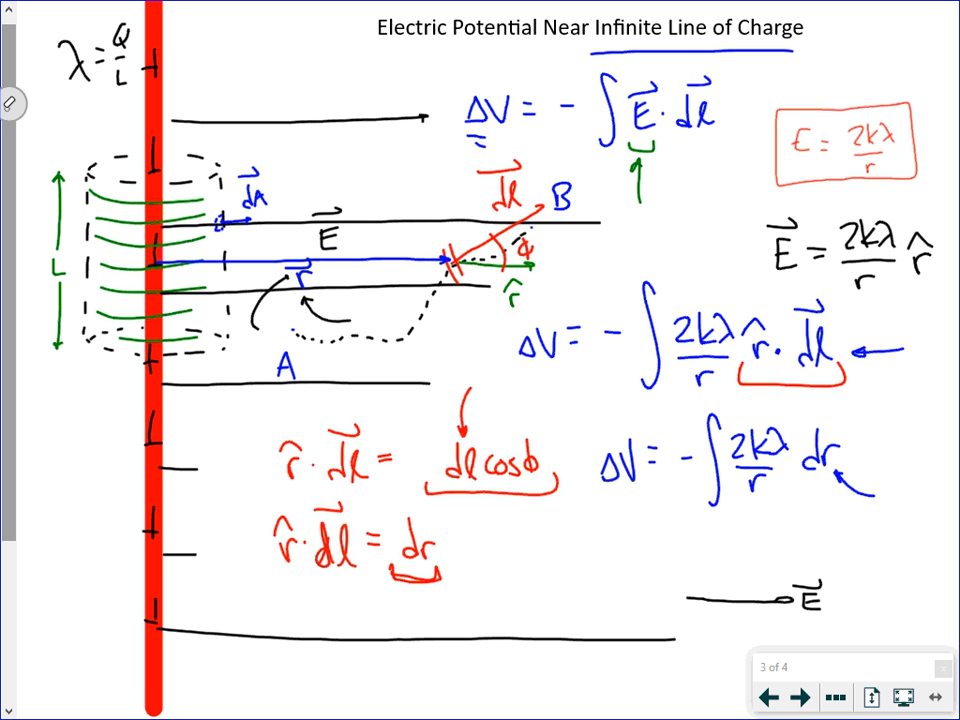 Electric Potential Near Infinite Line of Charge
λ = Q/L
ΔV = - ∫ E⃗ · dl⃗
E = 2kλ/r
dA⃗
dl⃗
B
E⃗
ϕ
E⃗ = 2kλ/r r̂
L
r⃗
r̂
A
ΔV = - ∫ 2kλ/r r̂ · dl⃗
r̂ · dl⃗ = dl cosϕ
ΔV = - ∫ 2kλ/r dr
r̂ · dl⃗ = dr
E⃗
3 of 4